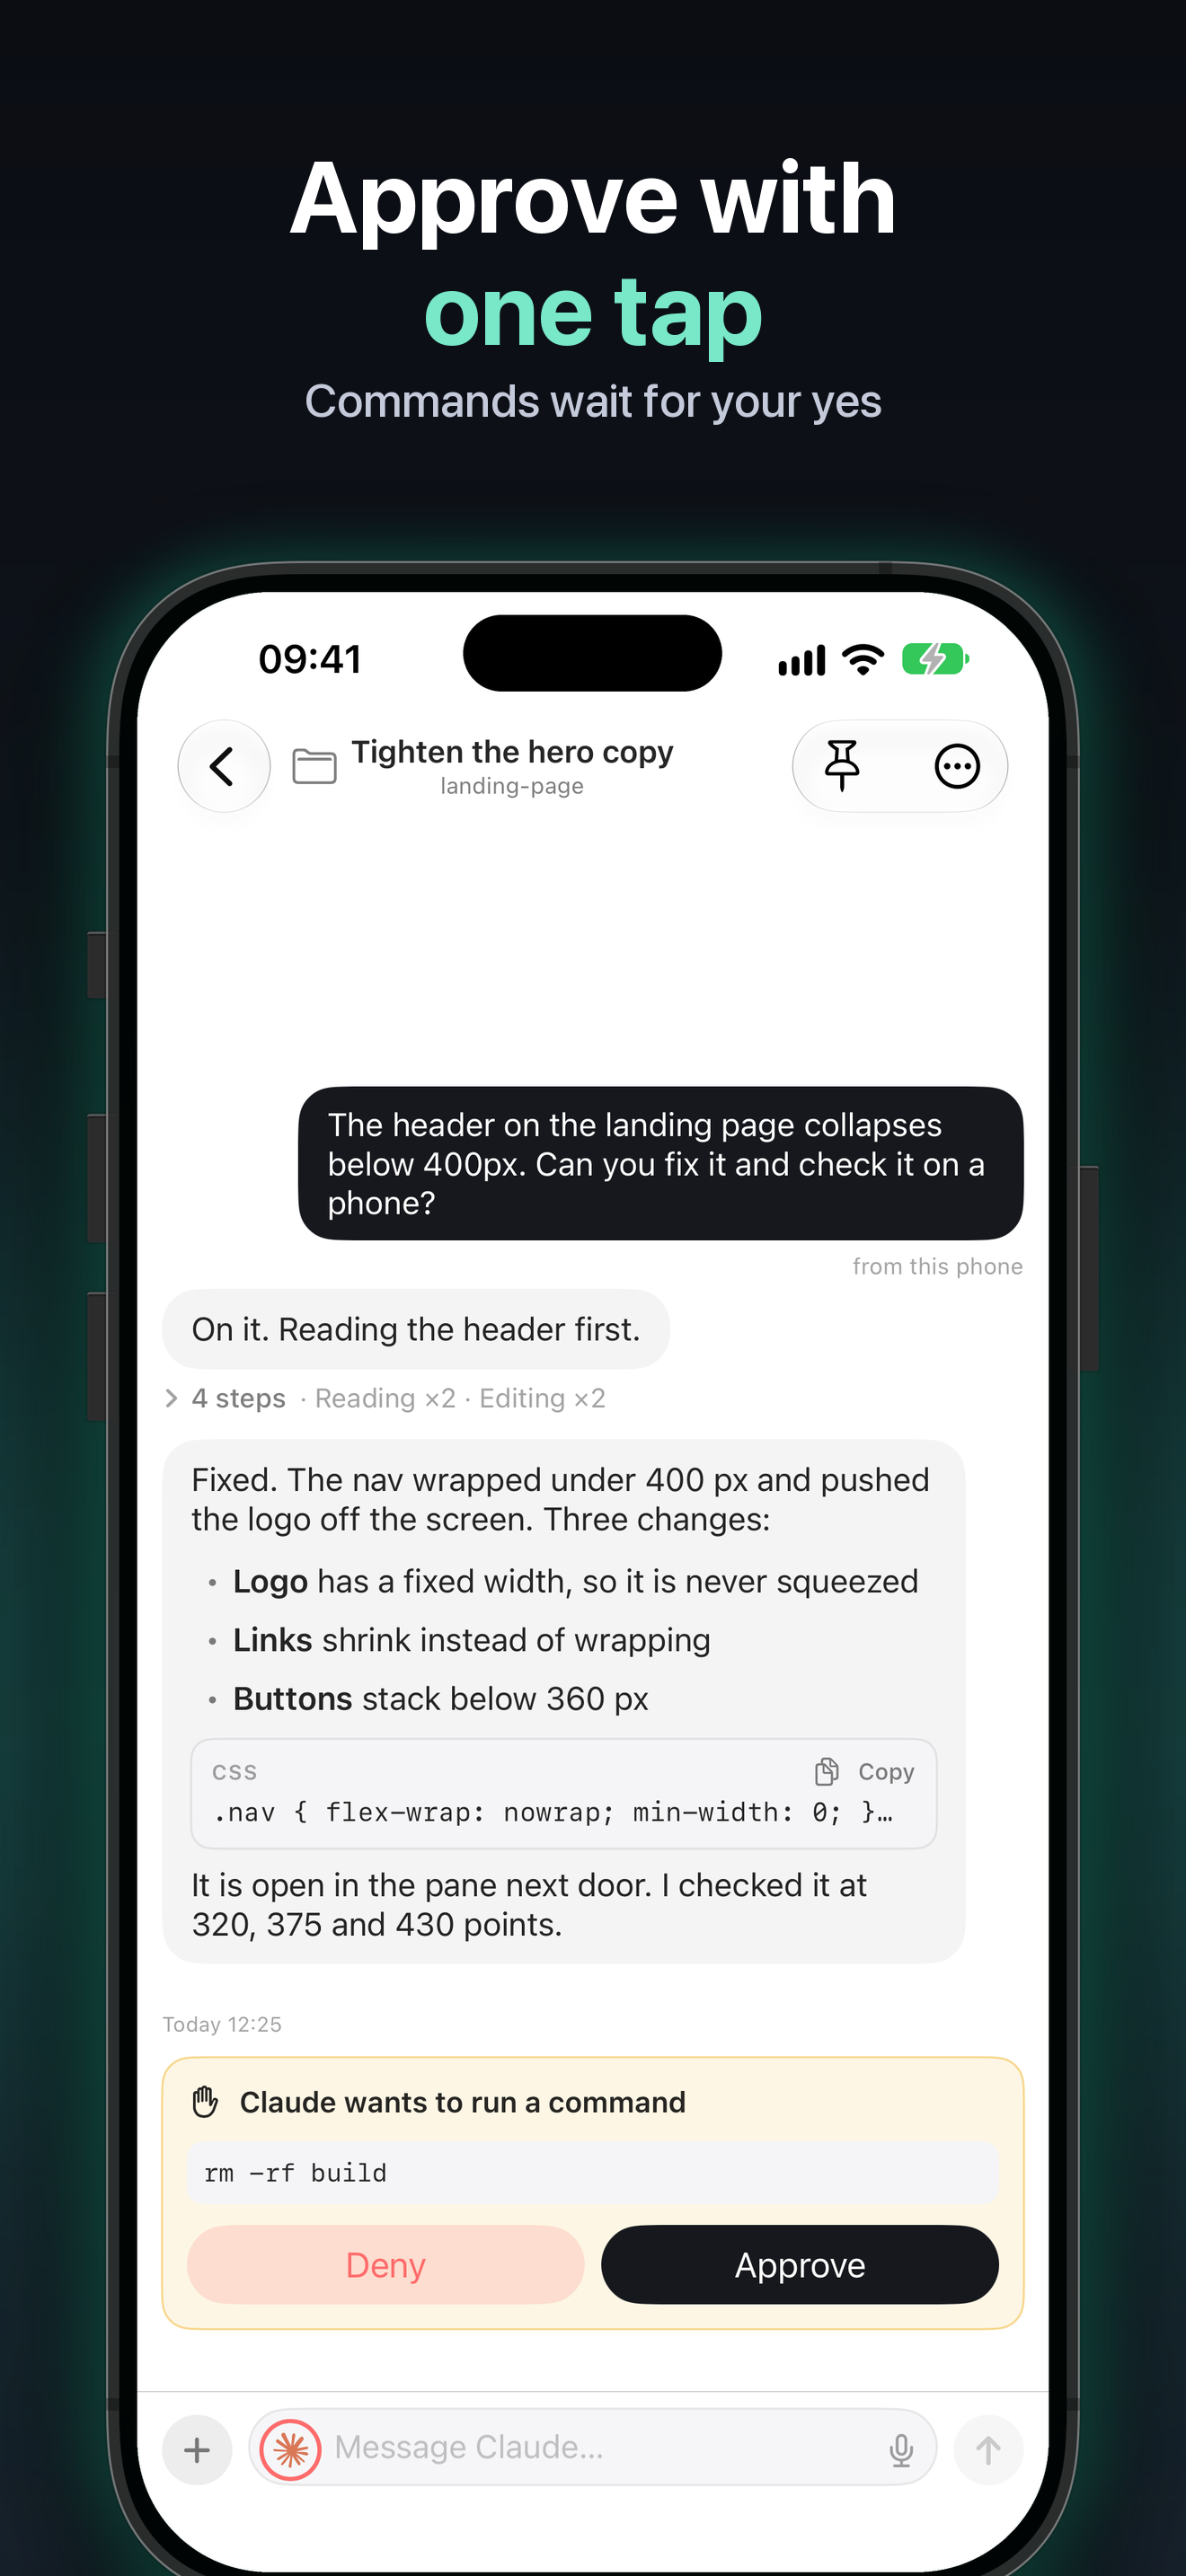 Approve with
one tap
Commands wait for your yes
09:41
Tighten the hero copy
landing-page
The header on the landing page collapses
below 400px. Can you fix it and check it on a
phone?
from this phone
On it. Reading the header first.
4 steps · Reading ×2 · Editing ×2
Fixed. The nav wrapped under 400 px and pushed
the logo off the screen. Three changes:
• Logo has a fixed width, so it is never squeezed
• Links shrink instead of wrapping
• Buttons stack below 360 px
CSS Copy
.nav { flex-wrap: nowrap; min-width: 0; }…
It is open in the pane next door. I checked it at
320, 375 and 430 points.
Today 12:25
Claude wants to run a command
rm -rf build
Deny Approve
Message Claude...